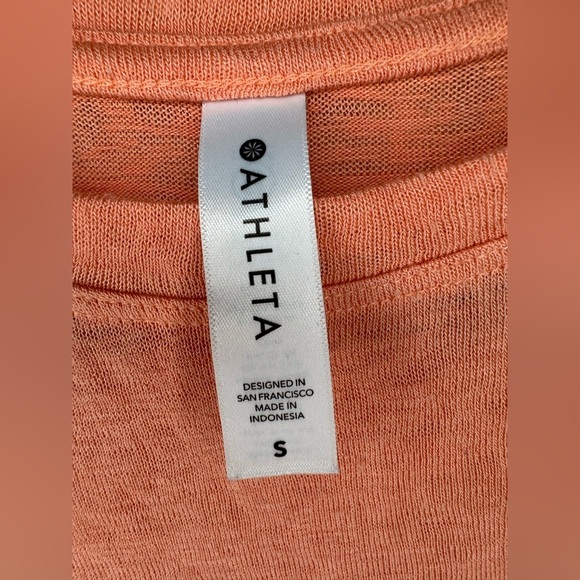 ATHLETA
DESIGNED IN
SAN FRANCISCO
MADE IN
INDONESIA
S